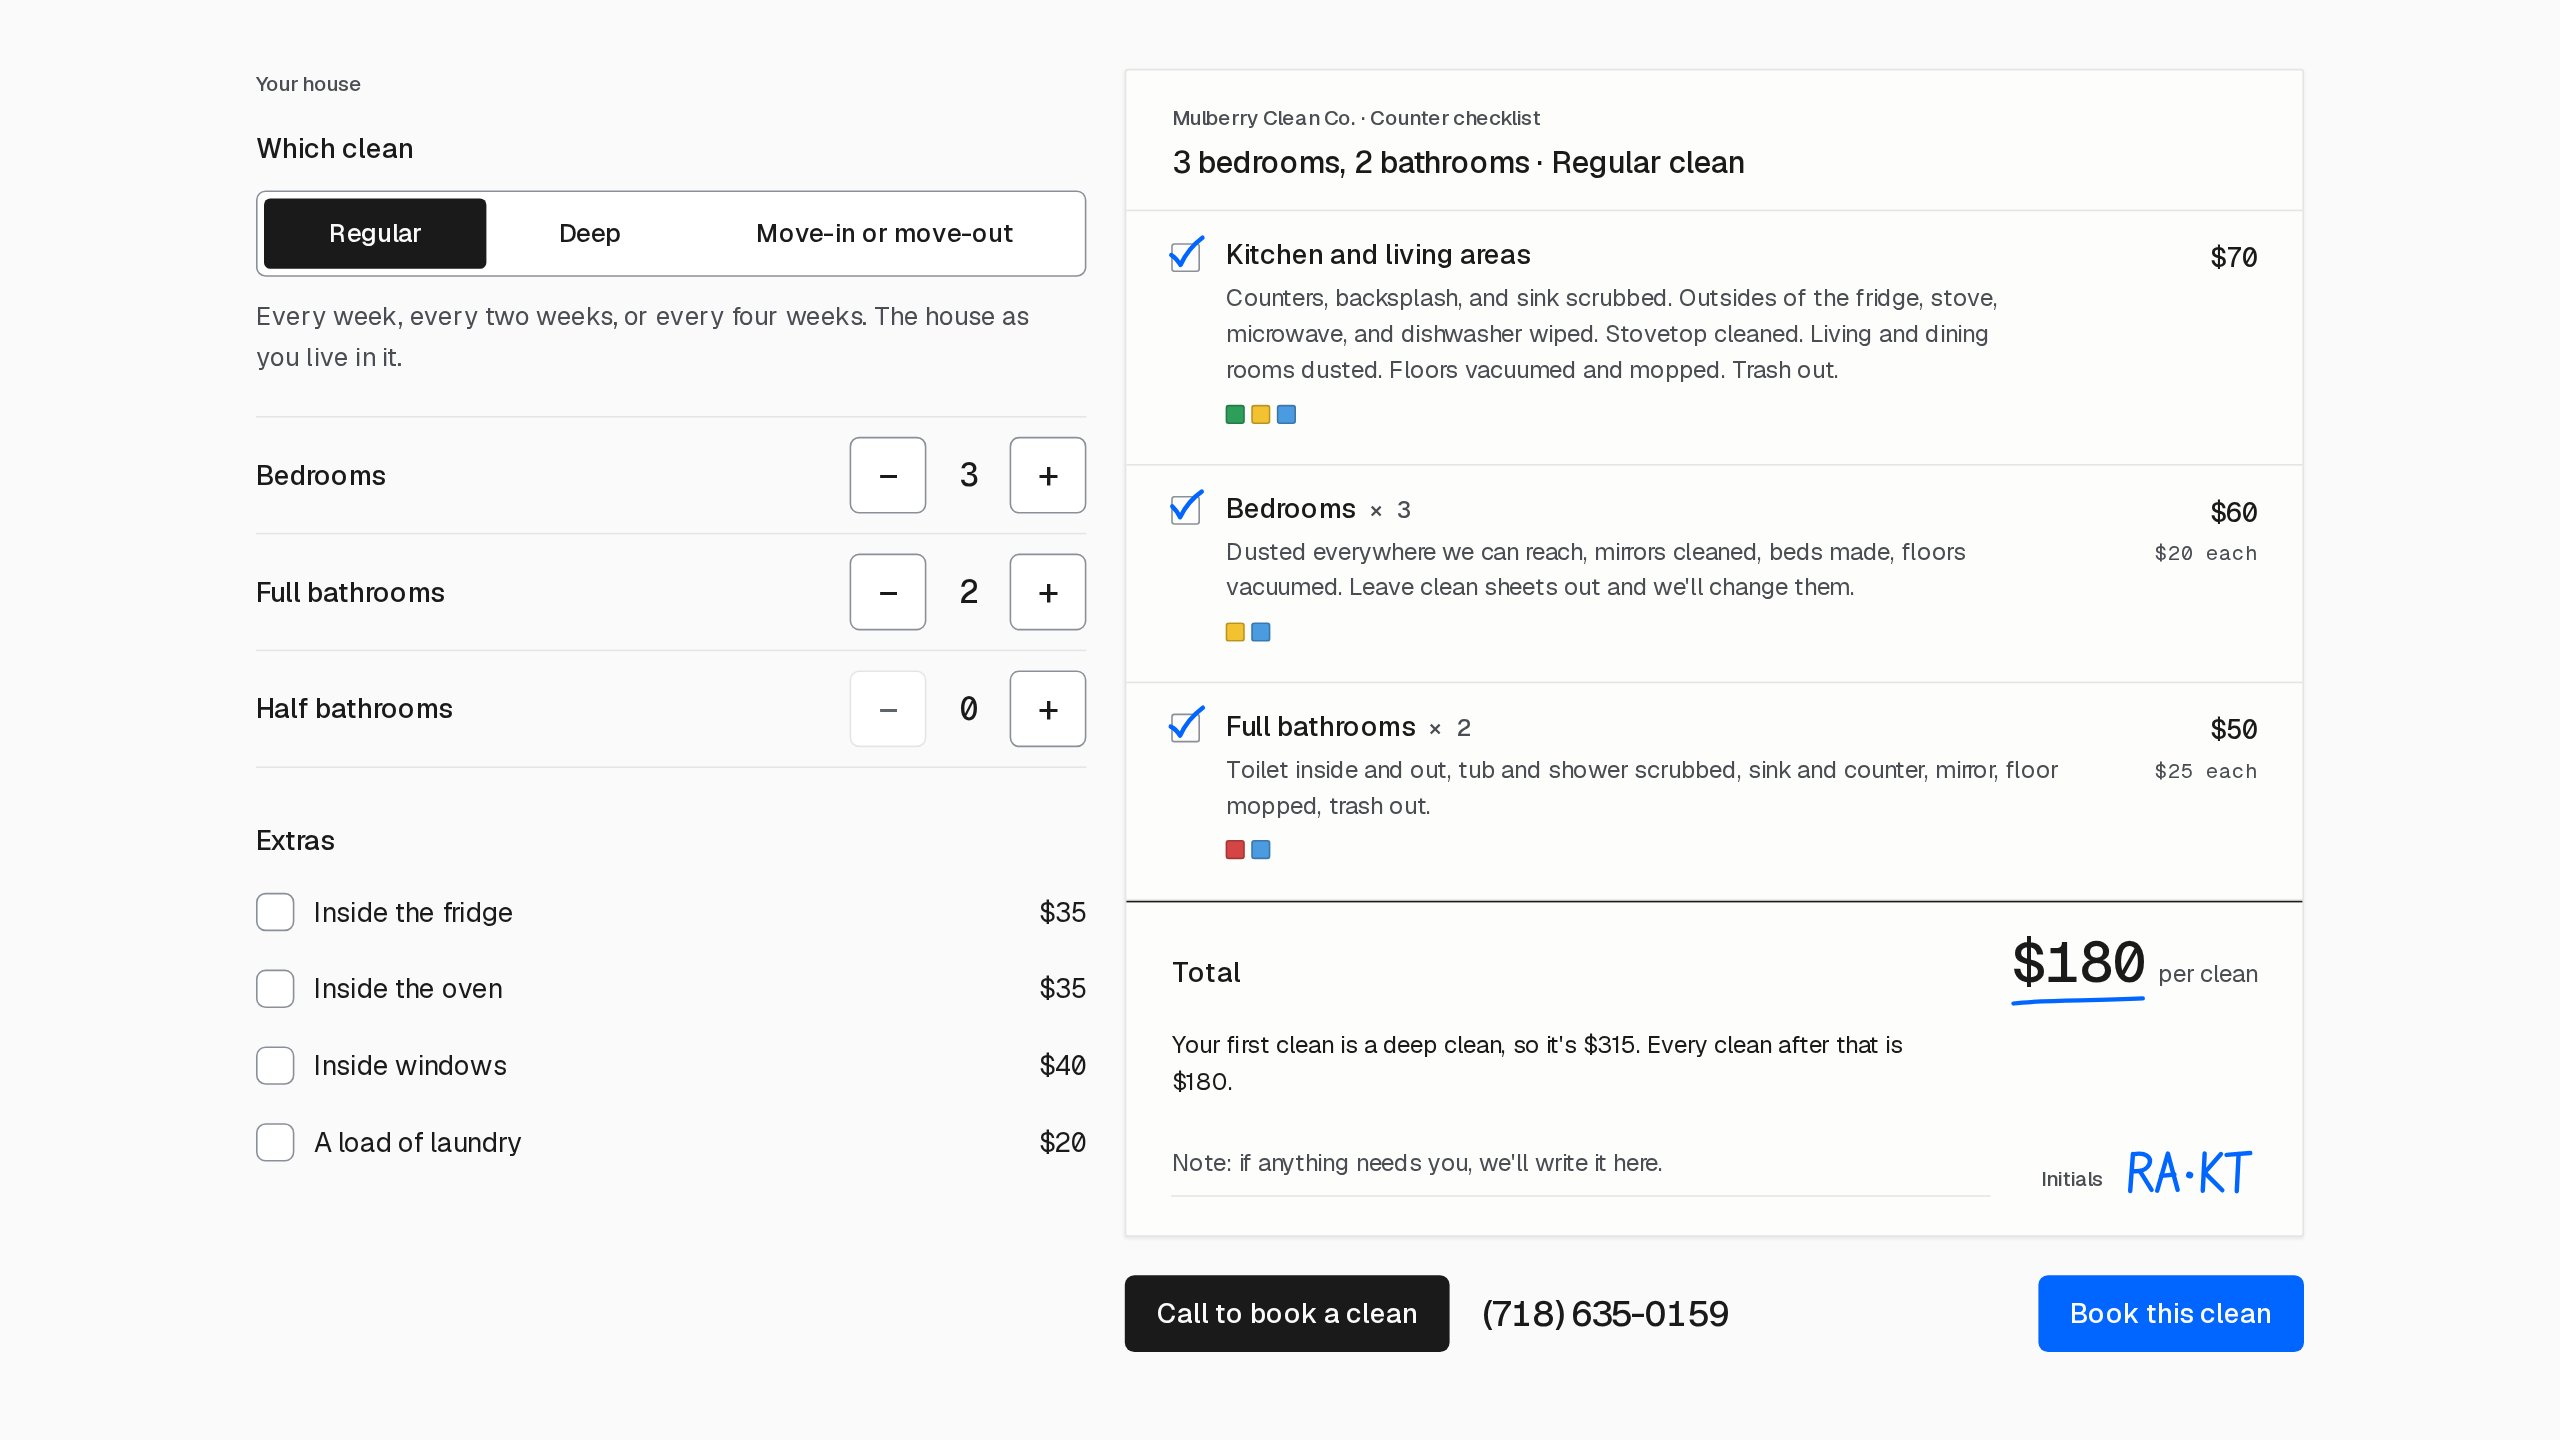 Your house
Which clean
Regular
Deep
Move-in or move-out
Every week, every two weeks, or every four weeks. The house as
you live in it.
Bedrooms
− 3 +
Full bathrooms
− 2 +
Half bathrooms
− 0 +
Extras
Inside the fridge $35
Inside the oven $35
Inside windows $40
A load of laundry $20
Mulberry Clean Co. · Counter checklist
3 bedrooms, 2 bathrooms · Regular clean
Kitchen and living areas $70
Counters, backsplash, and sink scrubbed. Outsides of the fridge, stove,
microwave, and dishwasher wiped. Stovetop cleaned. Living and dining
rooms dusted. Floors vacuumed and mopped. Trash out.
Bedrooms × 3 $60
Dusted everywhere we can reach, mirrors cleaned, beds made, floors $20 each
vacuumed. Leave clean sheets out and we'll change them.
Full bathrooms × 2 $50
Toilet inside and out, tub and shower scrubbed, sink and counter, mirror, floor $25 each
mopped, trash out.
Total $180 per clean
Your first clean is a deep clean, so it's $315. Every clean after that is
$180.
Note: if anything needs you, we'll write it here.
Initials RA·KT
Call to book a clean (718) 635-0159 Book this clean